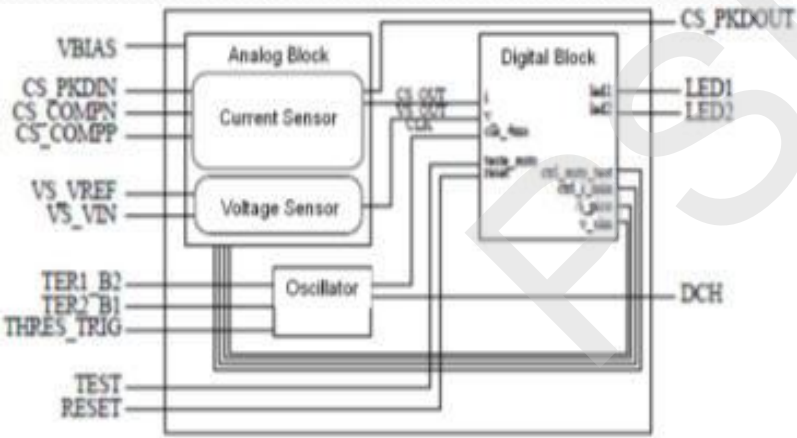 CS_PKDOUT
VBIAS
Analog Block
Digital Block
CS_PKDIN
CS_COMPN
CS_COMPP
Current Sensor
CS_OUT
VS_OUT
CLK
i
v
led1
led2
LED1
LED2
reset
VS_VREF
VS_VIN
Voltage Sensor
TER1_B2
TER2_B1
THRES_TRIG
Oscillator
DCH
TEST
RESET